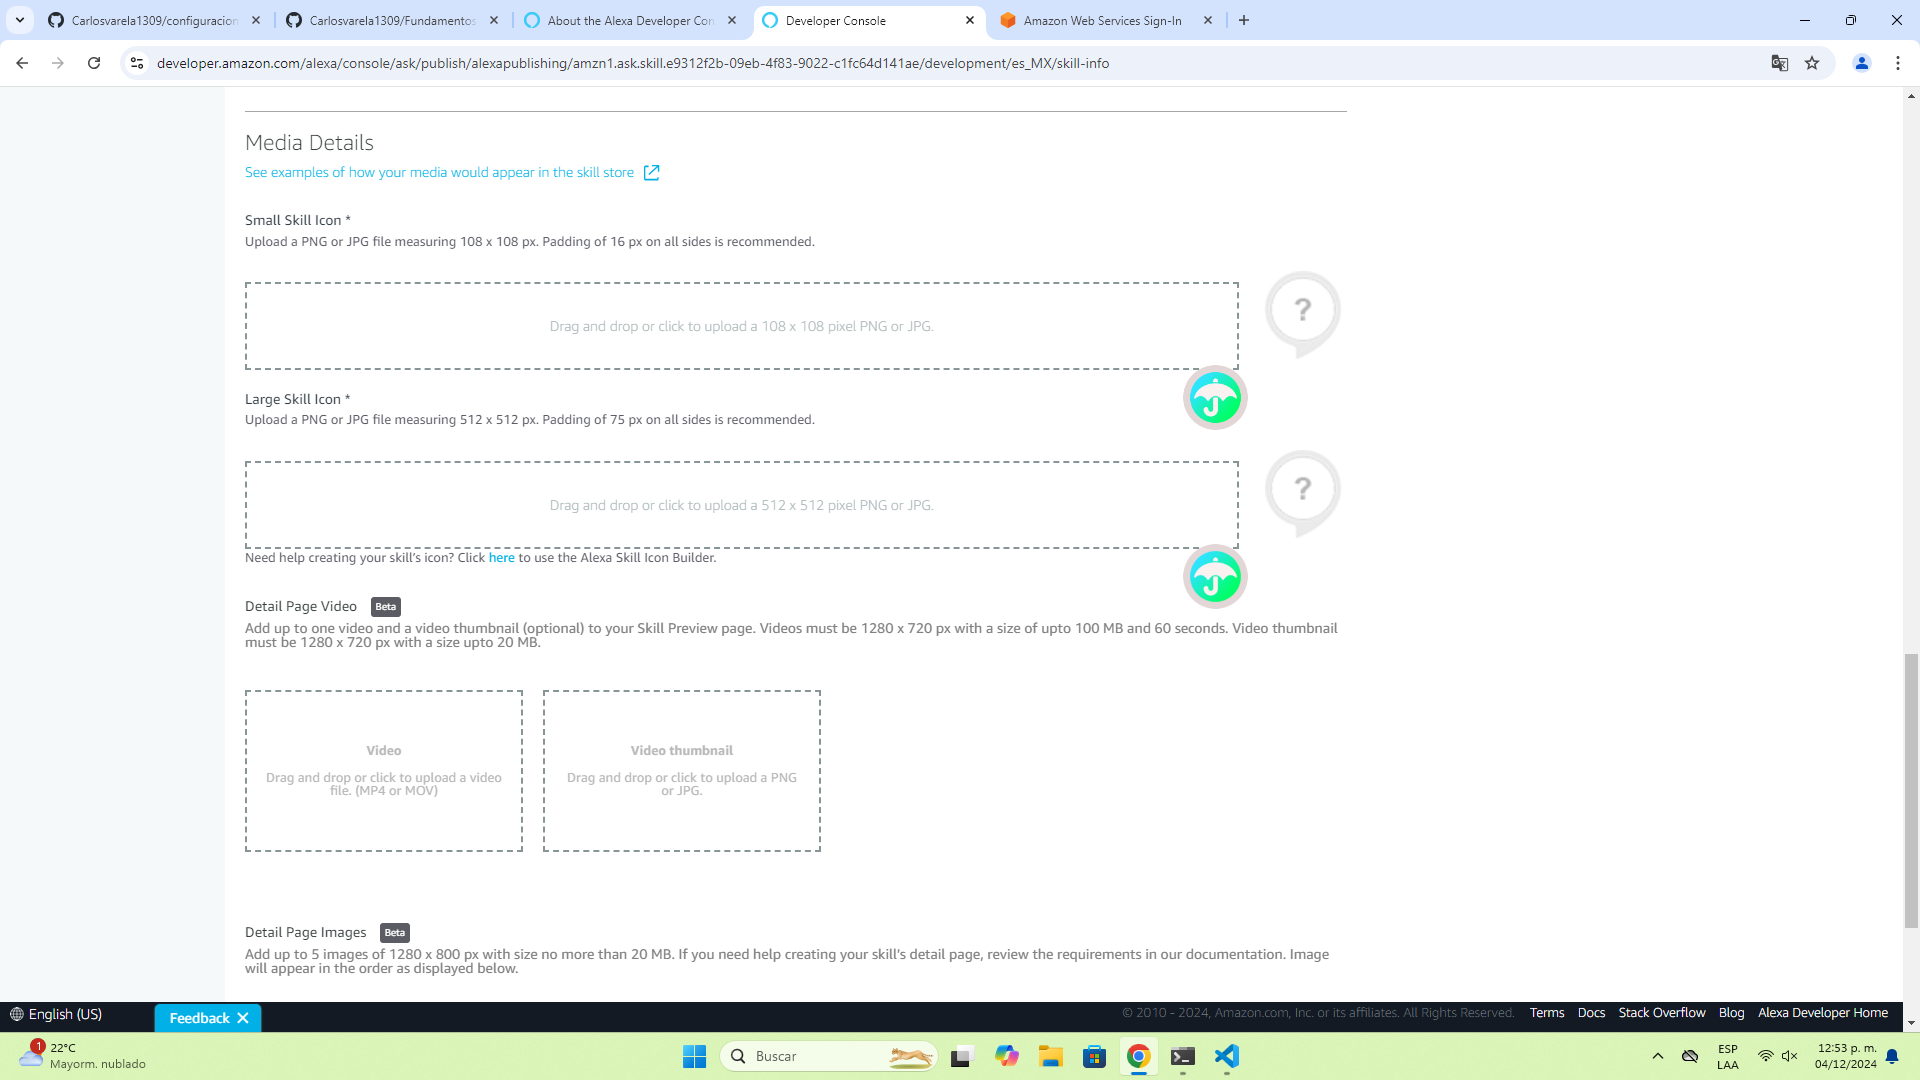 Carlosvarela1309/configuracion
Carlosvarela1309/Fundamentos
About the Alexa Developer Con
Developer Console
Amazon Web Services Sign-In
developer.amazon.com/alexa/console/ask/publish/alexapublishing/amzn1.ask.skill.e9312f2b-09eb-4f83-9022-c1fc64d141ae/development/es_MX/skill-info
Media Details
See examples of how your media would appear in the skill store
Small Skill Icon *
Upload a PNG or JPG file measuring 108 x 108 px. Padding of 16 px on all sides is recommended.
Drag and drop or click to upload a 108 x 108 pixel PNG or JPG.
?
Large Skill Icon *
Upload a PNG or JPG file measuring 512 x 512 px. Padding of 75 px on all sides is recommended.
Drag and drop or click to upload a 512 x 512 pixel PNG or JPG.
?
Need help creating your skill's icon? Click here to use the Alexa Skill Icon Builder.
Detail Page Video Beta
Add up to one video and a video thumbnail (optional) to your Skill Preview page. Videos must be 1280 x 720 px with a size of upto 100 MB and 60 seconds. Video thumbnail
must be 1280 x 720 px with a size upto 20 MB.
Video
Drag and drop or click to upload a video
file. (MP4 or MOV)
Video thumbnail
Drag and drop or click to upload a PNG
or JPG.
Detail Page Images Beta
Add up to 5 images of 1280 x 800 px with size no more than 20 MB. If you need help creating your skill's detail page, review the requirements in our documentation. Image
will appear in the order as displayed below.
English (US)
Feedback
© 2010 - 2024, Amazon.com, Inc. or its affiliates. All Rights Reserved. Terms Docs Stack Overflow Blog Alexa Developer Home
1
22°C
Mayorm. nublado
Buscar
ESP
LAA
12:53 p. m.
04/12/2024